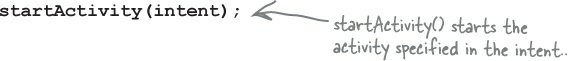 startActivity(intent);
startActivity() starts the
activity specified in the intent..